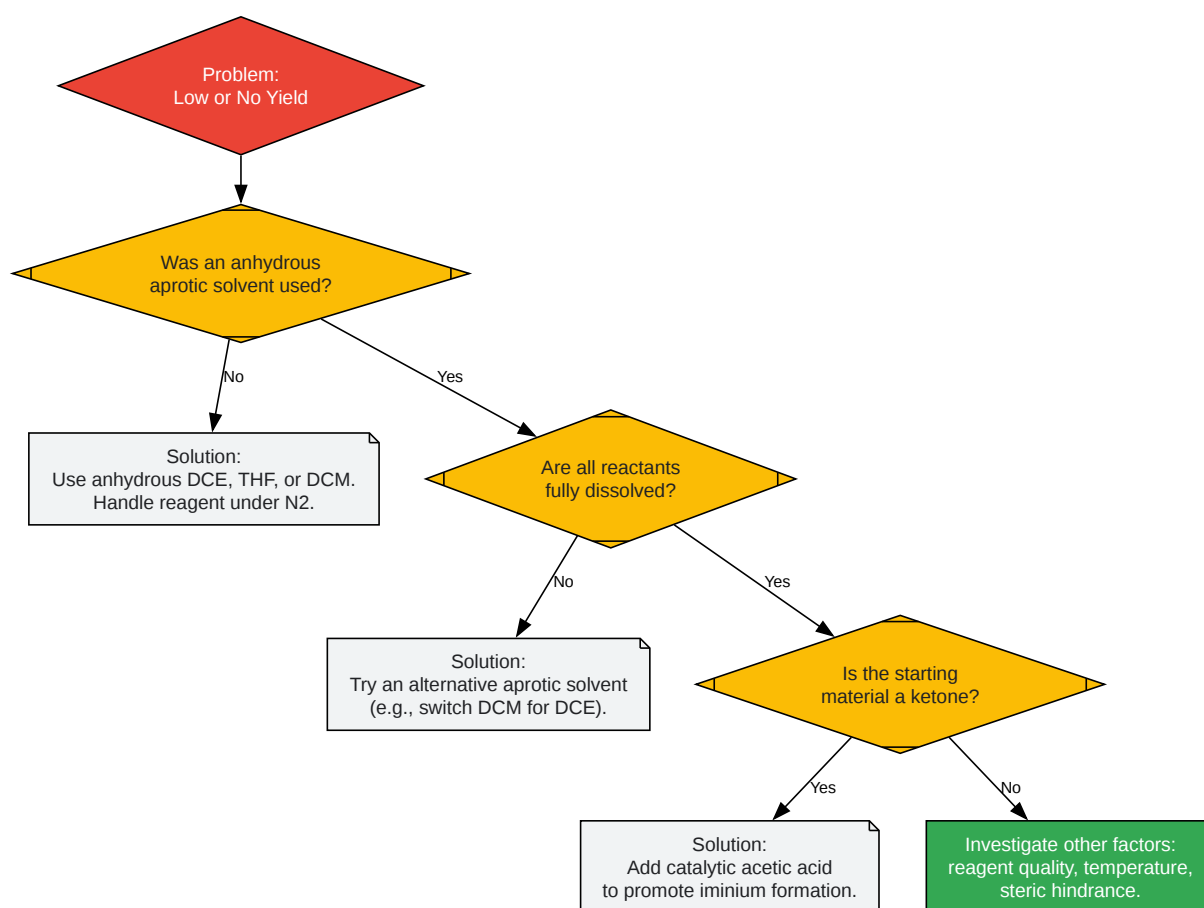 Problem:
Low or No Yield
Was an anhydrous
aprotic solvent used?
No
Yes
Solution:
Use anhydrous DCE, THF, or DCM.
Handle reagent under N2.
Are all reactants
fully dissolved?
No
Yes
Solution:
Try an alternative aprotic solvent
(e.g., switch DCM for DCE).
Is the starting
material a ketone?
Yes
No
Solution:
Add catalytic acetic acid
to promote iminium formation.
Investigate other factors:
reagent quality, temperature,
steric hindrance.